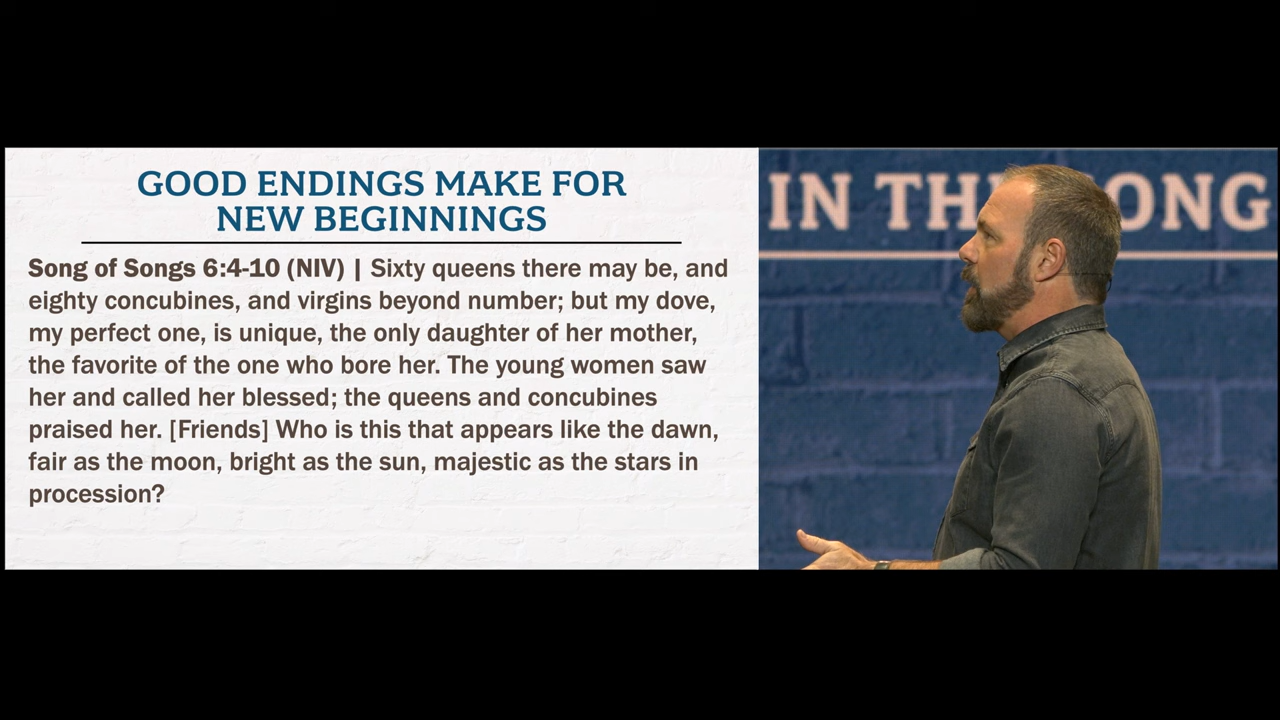 GOOD ENDINGS MAKE FOR
NEW BEGINNINGS
Song of Songs 6:4-10 (NIV) | Sixty queens there may be, and
eighty concubines, and virgins beyond number; but my dove,
my perfect one, is unique, the only daughter of her mother,
the favorite of the one who bore her. The young women saw
her and called her blessed; the queens and concubines
praised her. [Friends] Who is this that appears like the dawn,
fair as the moon, bright as the sun, majestic as the stars in
procession?
IN TH ONG